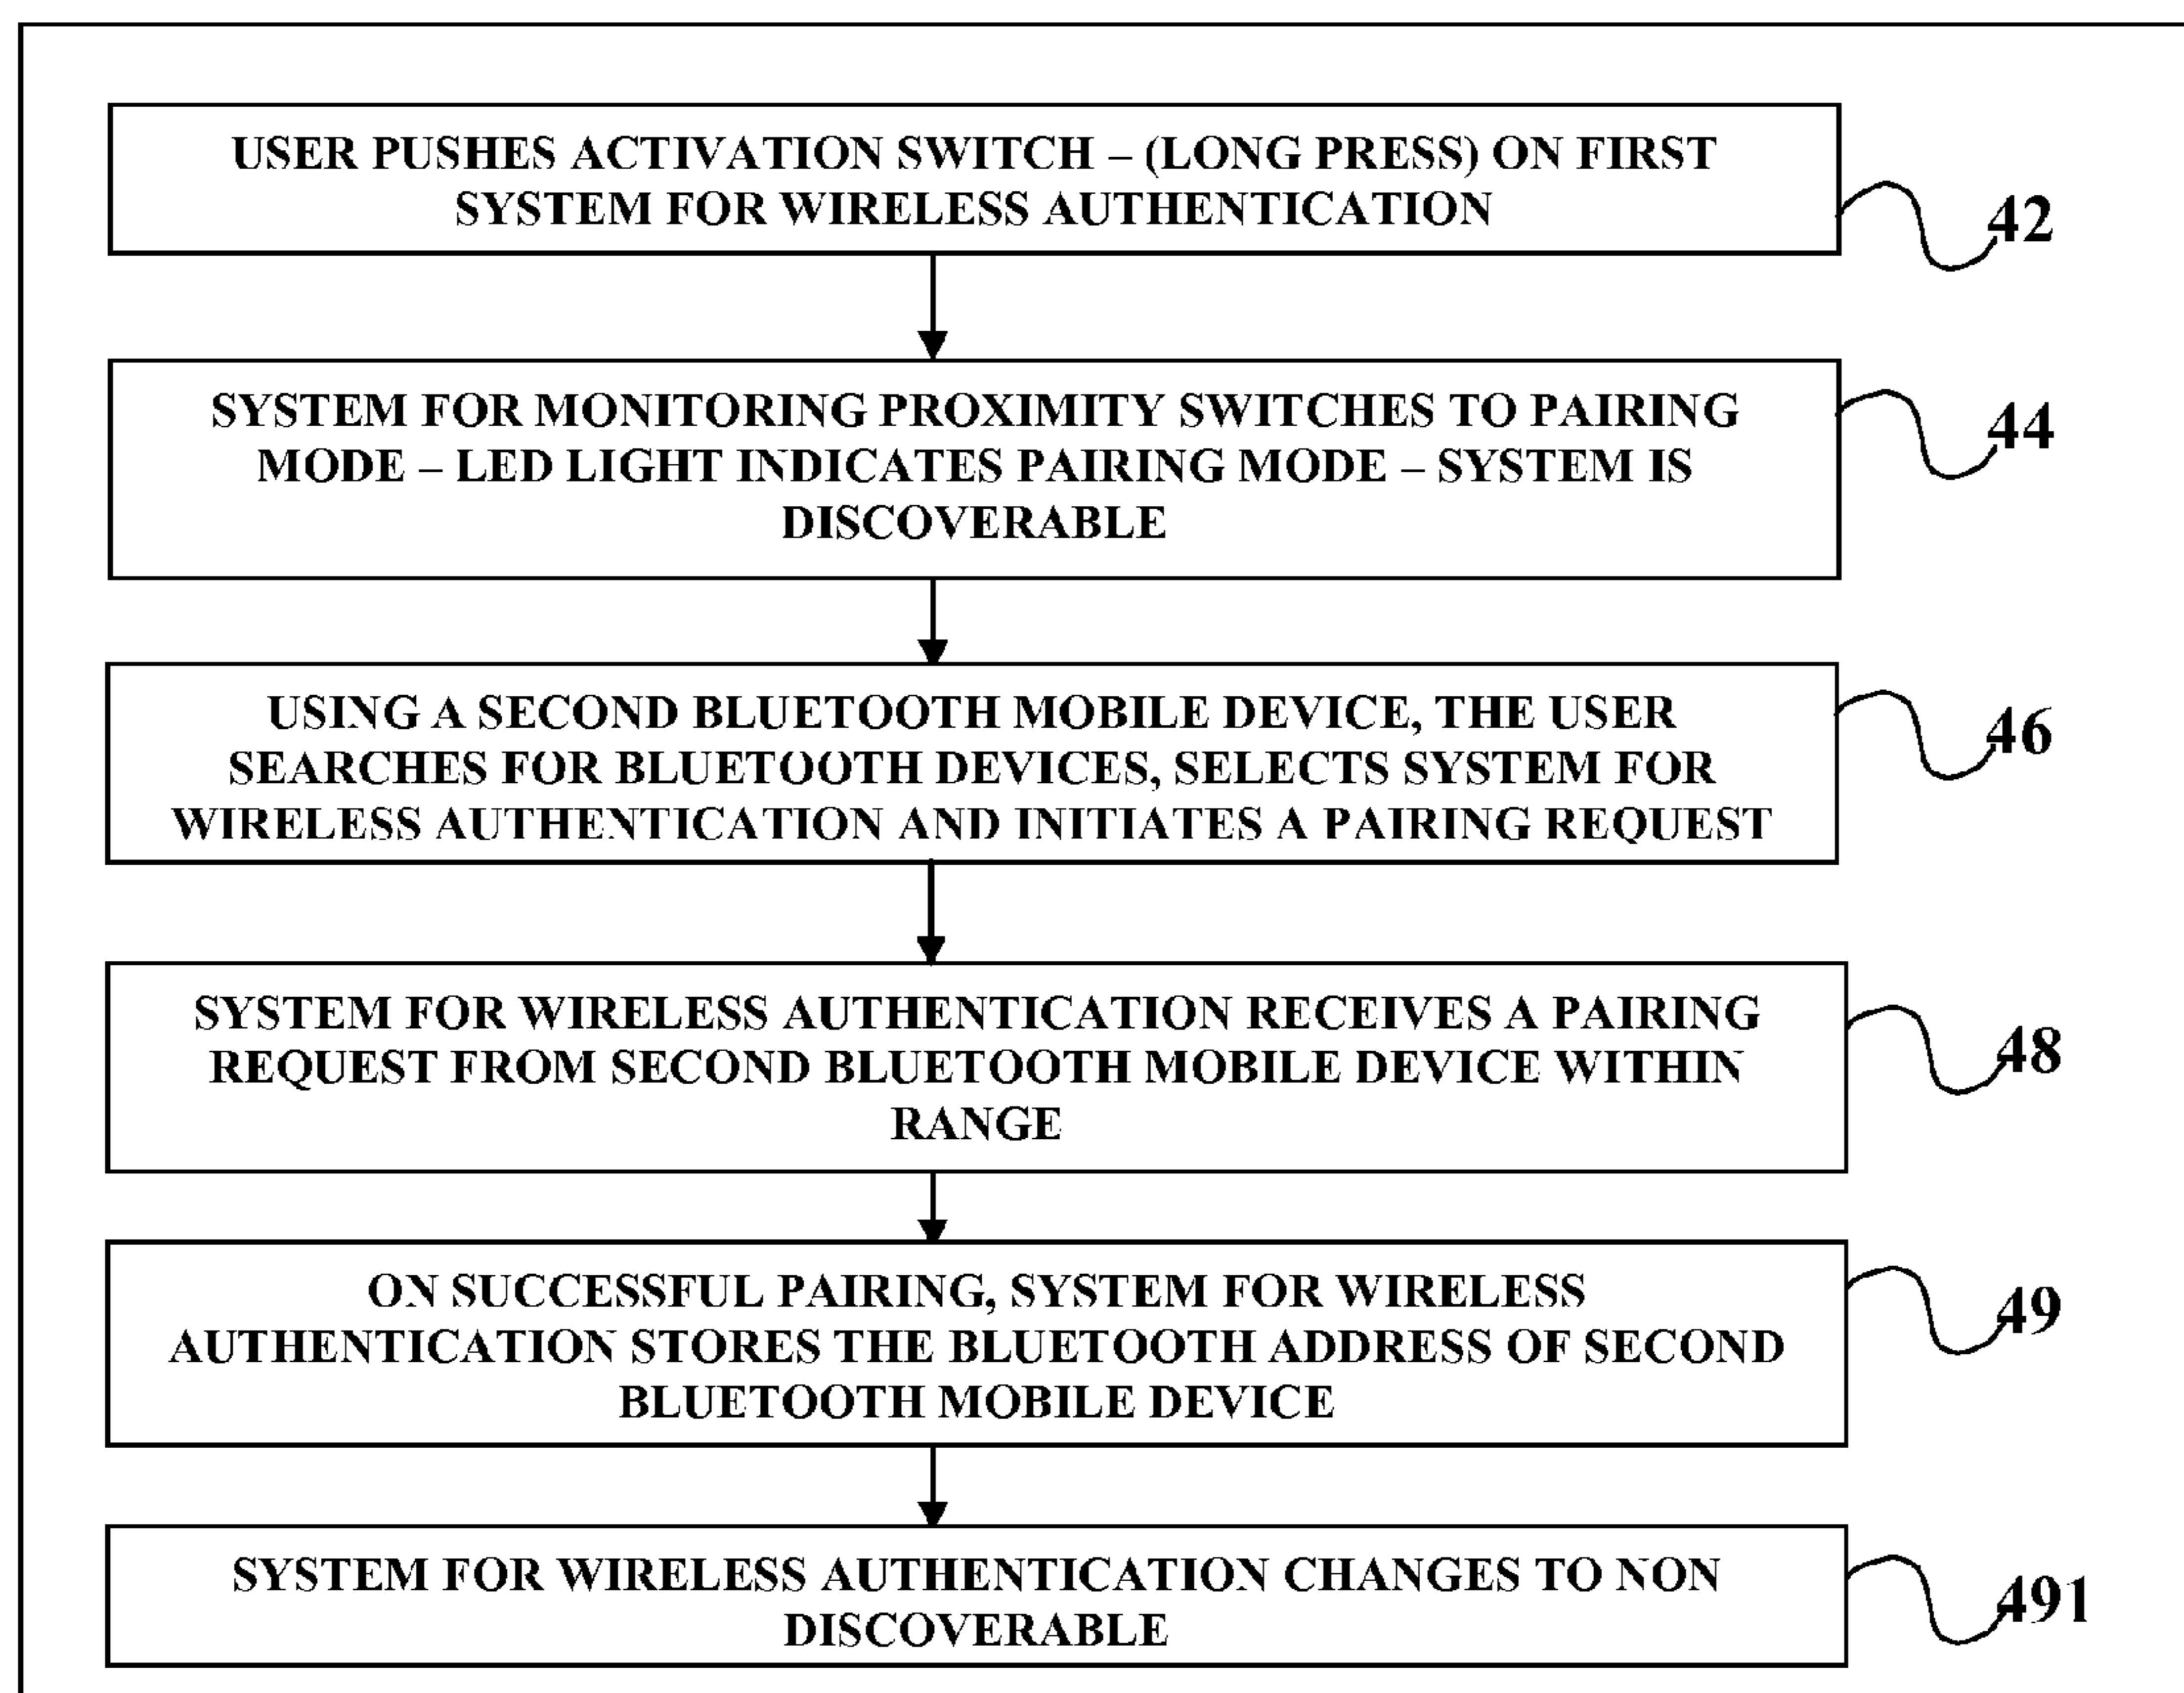 USER PUSHES ACTIVATION SWITCH – (LONG PRESS) ON FIRST
SYSTEM FOR WIRELESS AUTHENTICATION
42
SYSTEM FOR MONITORING PROXIMITY SWITCHES TO PAIRING
MODE – LED LIGHT INDICATES PAIRING MODE – SYSTEM IS
DISCOVERABLE
44
USING A SECOND BLUETOOTH MOBILE DEVICE, THE USER
SEARCHES FOR BLUETOOTH DEVICES, SELECTS SYSTEM FOR
WIRELESS AUTHENTICATION AND INITIATES A PAIRING REQUEST
46
SYSTEM FOR WIRELESS AUTHENTICATION RECEIVES A PAIRING
REQUEST FROM SECOND BLUETOOTH MOBILE DEVICE WITHIN
RANGE
48
ON SUCCESSFUL PAIRING, SYSTEM FOR WIRELESS
AUTHENTICATION STORES THE BLUETOOTH ADDRESS OF SECOND
BLUETOOTH MOBILE DEVICE
49
SYSTEM FOR WIRELESS AUTHENTICATION CHANGES TO NON
DISCOVERABLE
491